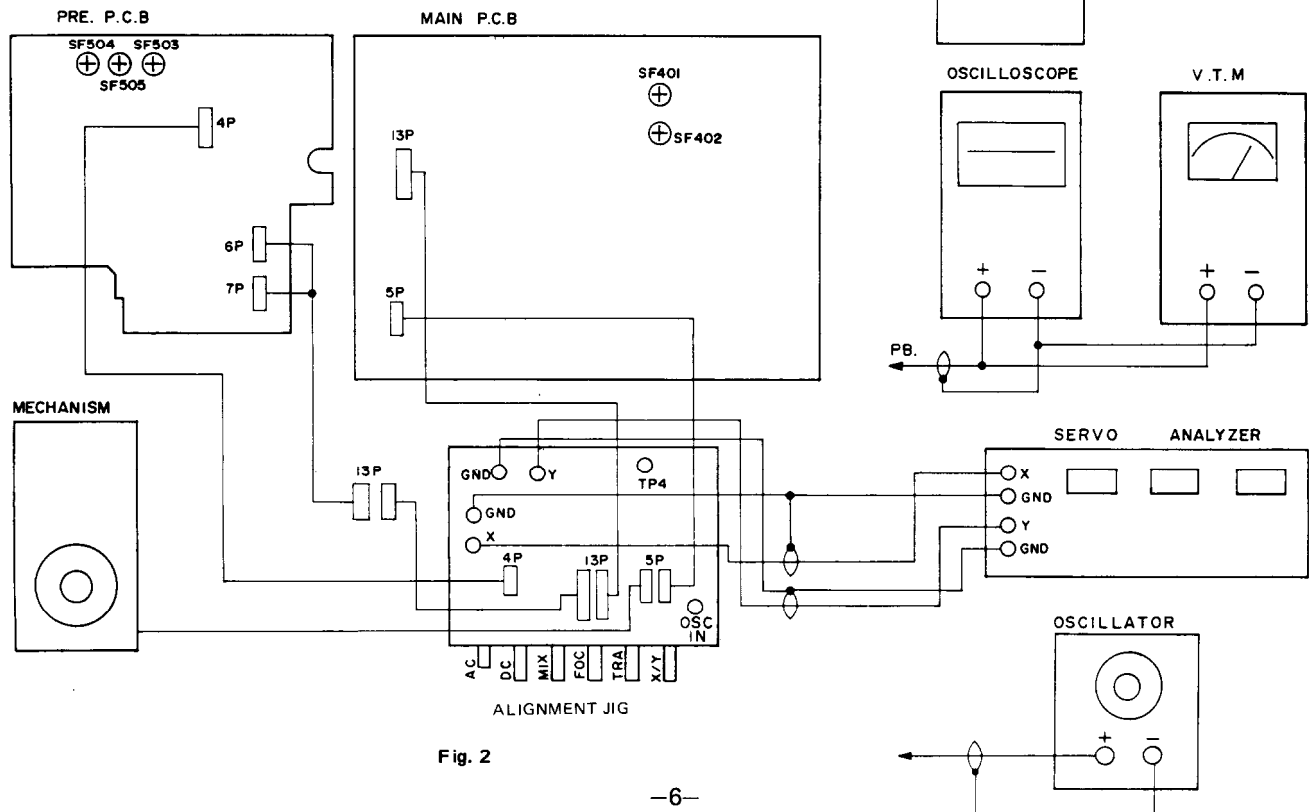 PRE. P.C.B
SF504 SF503
SF505
4P
6P
7P
MAIN P.C.B
SF401
SF402
13P
5P
OSCILLOSCOPE
+ −
V.T.M
+ −
PB.
MECHANISM
13P
GND Y
TP4
GND
X
4P
13P
5P
OSC
IN
AC
DC
MIX
FOC
TRA
X/Y
ALIGNMENT JIG
SERVO ANALYZER
X
GND
Y
GND
OSCILLATOR
+ −
Fig. 2
—6—